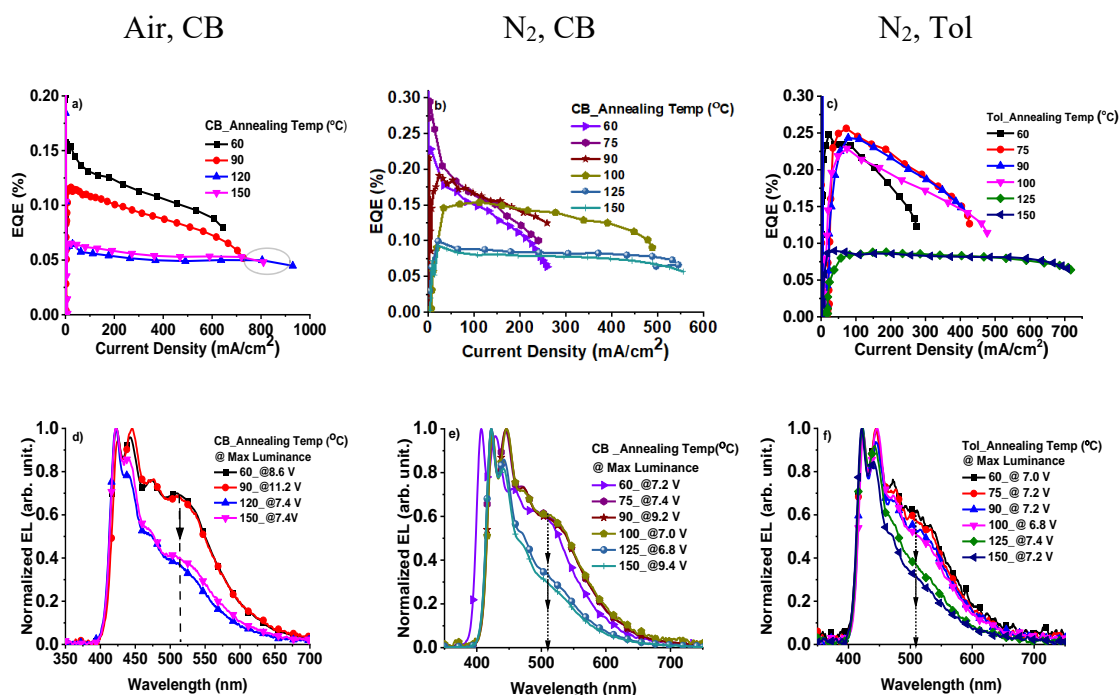 Air, CB
N2, CB
N2, Tol
a)
CB_Annealing Temp (°C)
60
90
120
150
EQE (%)
0.20
0.15
0.10
0.05
0.00
0 200 400 600 800 1000
Current Density (mA/cm2)
b)
CB_Annealing Temp (°C)
60
75
90
100
125
150
EQE (%)
0.30
0.25
0.20
0.15
0.10
0.05
0.00
0 100 200 300 400 500 600
Current Density (mA/cm2)
c)
Tol_Annealing Temp (°c)
60
75
90
100
125
150
EQE (%)
0.30
0.25
0.20
0.15
0.10
0.05
0.00
0 100 200 300 400 500 600 700
Current Density (mA/cm2)
d)
CB_Annealing Temp (°C)
@ Max Luminance
60_@8.6 V
90_@11.2 V
120_@7.4 V
150_@7.4V
Normalized EL (arb. unit.)
1.0
0.8
0.6
0.4
0.2
0.0
350 400 450 500 550 600 650 700
Wavelength (nm)
e)
CB _Annealing Temp(°C)
@ Max Luminance
60_@7.2 V
75_@7.4 V
90_@9.2 V
100_@7.0 V
125_@6.8 V
150_@9.4 V
Normalized EL (arb. unit.)
1.0
0.8
0.6
0.4
0.2
0.0
400 500 600 700
Wavelength (nm)
f)
Tol_Annealing Temp (°C)
@ Max Luminance
60_@ 7.0 V
75_@ 7.2 V
90_@ 7.2 V
100_@ 6.8 V
125_@7.4 V
150_@7.2 V
Normalized EL (arb. unit.)
1.0
0.8
0.6
0.4
0.2
0.0
400 500 600 700
Wavelength (nm)